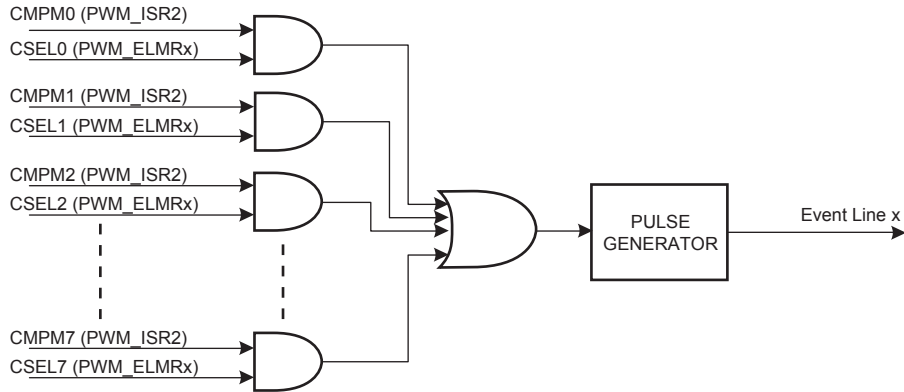 CMPM0 (PWM_ISR2)
CSEL0 (PWM_ELMRx)
CMPM1 (PWM_ISR2)
CSEL1 (PWM_ELMRx)
CMPM2 (PWM_ISR2)
CSEL2 (PWM_ELMRx)
CMPM7 (PWM_ISR2)
CSEL7 (PWM_ELMRx)
PULSE
GENERATOR
Event Line x